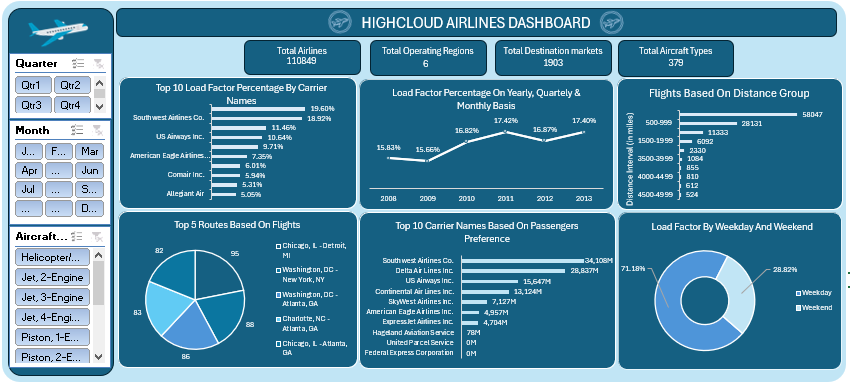 HIGHCLOUD AIRLINES DASHBOARD
Total Airlines
110849
Total Operating Regions
6
Total Destination markets
1903
Total Aircraft Types
379
Quarter
Qtr1 Qtr2
Qtr3 Qtr4
Month
J... F... Mar
Apr ... Jun
Jul ... S...
... ... D...
Aircraft...
Helicopter/...
Jet, 2-Engine
Jet, 3-Engine
Jet, 4-Engi...
Piston, 1-E...
Piston, 2-E...
Top 10 Load Factor Percentage By Carrier
Names
19.60%
Southwest Airlines Co. 18.92%
11.46%
US Airways Inc. 10.64%
9.71%
American Eagle Airlines... 7.35%
6.01%
Comair Inc. 5.94%
5.31%
Allegiant Air 5.05%
Load Factor Percentage On Yearly, Quartely &
Monthly Basis
15.83% 15.66% 16.82% 17.42% 16.87% 17.40%
2008 2009 2010 2011 2012 2013
Flights Based On Distance Group
Distance Interval (in miles)
58047
500-999 28131
11333
1500-1999 6092
2330
3500-3999 1084
855
4000-4499 810
612
4500-4999 524
Top 5 Routes Based On Flights
95
88
86
83
82
Chicago, IL - Detroit,
MI
Washington, DC -
New York, NY
Washington, DC -
Atlanta, GA
Charlotte, NC -
Atlanta, GA
Chicago, IL - Atlanta,
GA
Top 10 Carrier Names Based On Passengers
Preference
Southwest Airlines Co. 34,108M
Delta Air Lines Inc. 28,837M
US Airways Inc. 15,647M
Continental Air Lines Inc. 13,124M
SkyWest Airlines Inc. 7,127M
American Eagle Airlines Inc. 4,957M
ExpressJet Airlines Inc. 4,704M
Hageland Aviation Service 78M
United Parcel Service 0M
Federal Express Corporation 0M
Load Factor By Weekday And Weekend
71.18%
28.82%
Weekday
Weekend